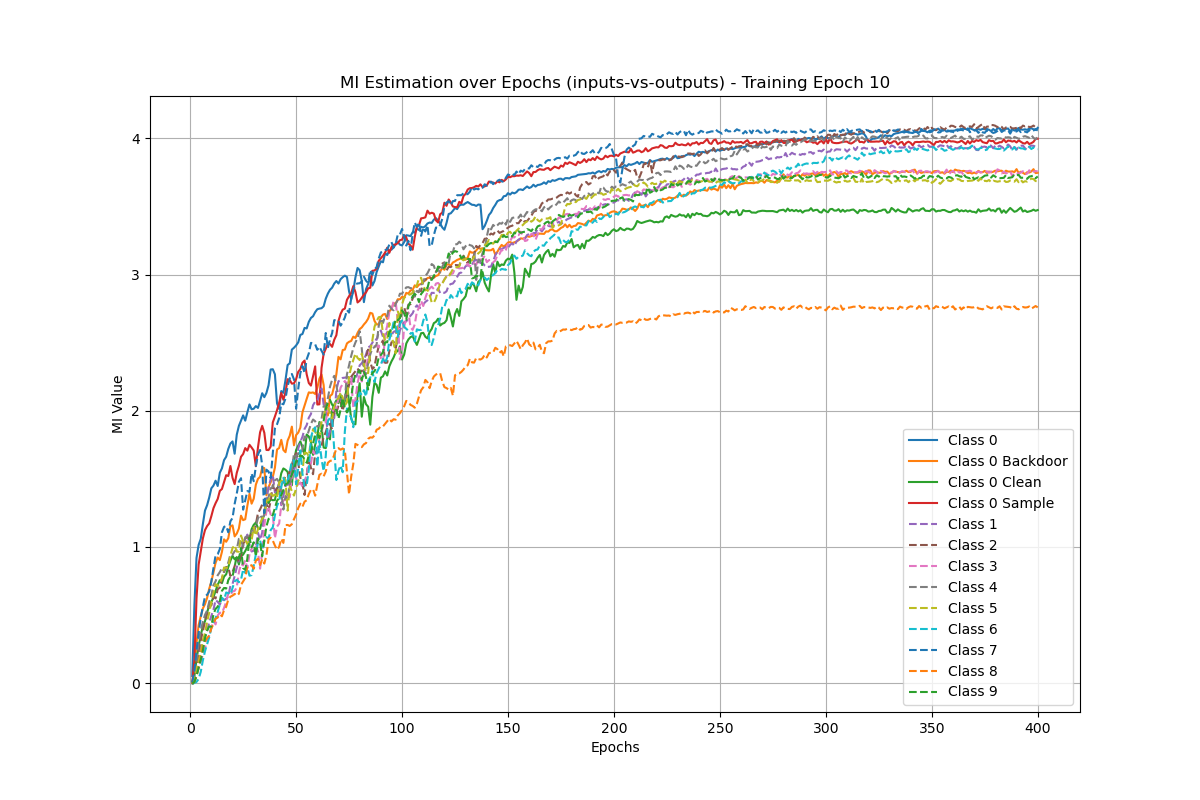 MI Estimation over Epochs (inputs-vs-outputs) - Training Epoch 10
MI Value
4
3
2
1
0
0 50 100 150 200 250 300 350 400
Epochs
Class 0
Class 0 Backdoor
Class 0 Clean
Class 0 Sample
Class 1
Class 2
Class 3
Class 4
Class 5
Class 6
Class 7
Class 8
Class 9